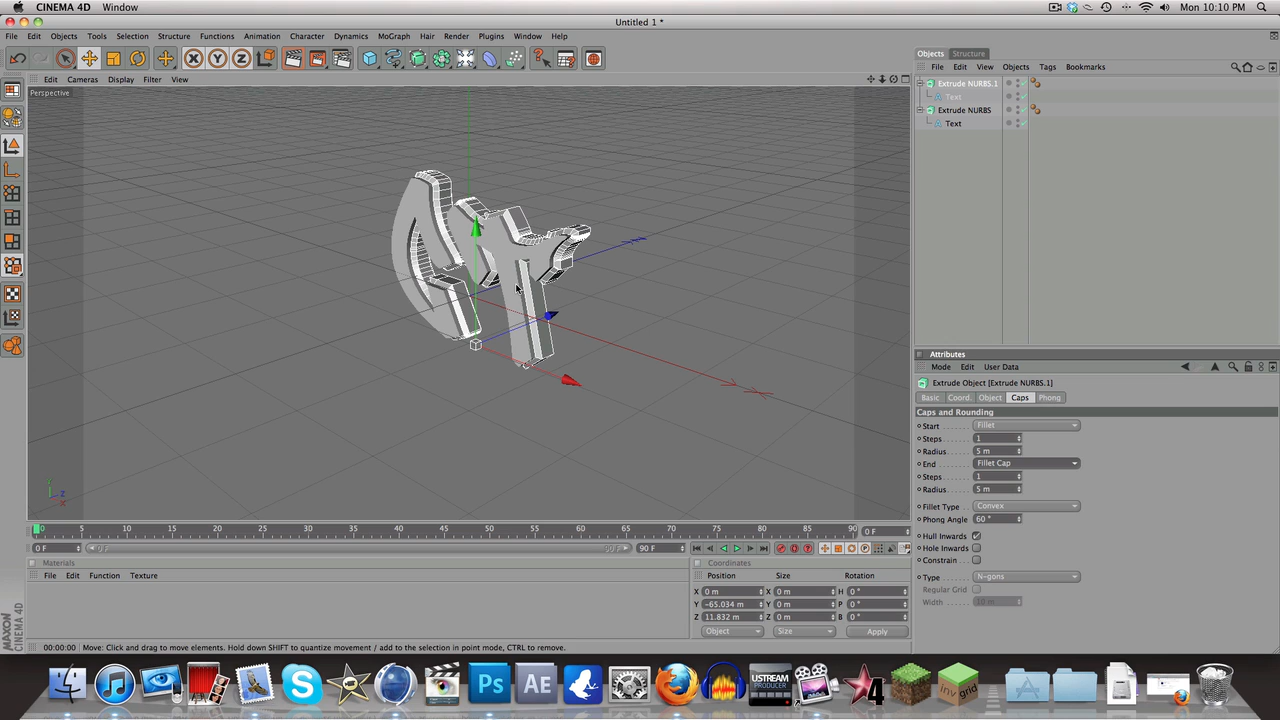 CINEMA 4D Window Mon 10:10 PM
Untitled 1 *
File Edit Objects Tools Selection Structure Functions Animation Character Dynamics MoGraph Hair Render Plugins Window Help
Objects Structure
File Edit View Objects Tags Bookmarks
Edit Cameras Display Filter View
Perspective
Extrude NURBS.1
Text
Extrude NURBS
Text
Attributes
Mode Edit User Data
Extrude Object [Extrude NURBS.1]
Basic Coord. Object Caps Phong
Caps and Rounding
Start Fillet
Steps 1
Radius 5 m
End Fillet Cap
Steps 1
Radius 5 m
Fillet Type Convex
Phong Angle 60 °
Hull Inwards
Hole Inwards
Constrain
Type N-gons
Regular Grid
Width 10 m
Y
Z
X
0 5 10 15 20 25 30 35 40 45 50 55 60 65 70 75 80 85 90 0 F
0 F 0 F 90 F 90 F
Materials
File Edit Function Texture
Coordinates
Position Size Rotation
X 0 m X 0 m H 0 °
Y -65.034 m Y 0 m P 0 °
Z 11.832 m Z 0 m B 0 °
Object Size Apply
MAXON
CINEMA 4D
00:00:00 Move: Click and drag to move elements. Hold down SHIFT to quantize movement / add to the selection in point mode, CTRL to remove.
Ps AE USTREAM PRODUCER 4 inv grid